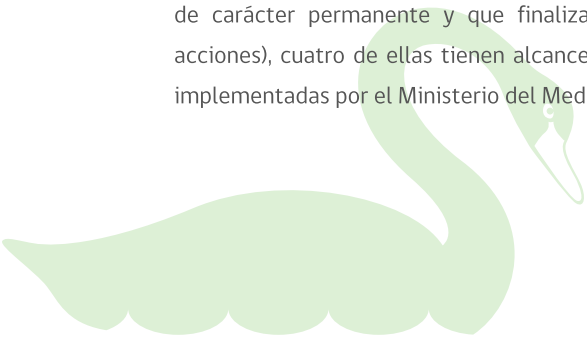 de carácter permanente y que finaliza
acciones), cuatro de ellas tienen alcance
implementadas por el Ministerio del Med